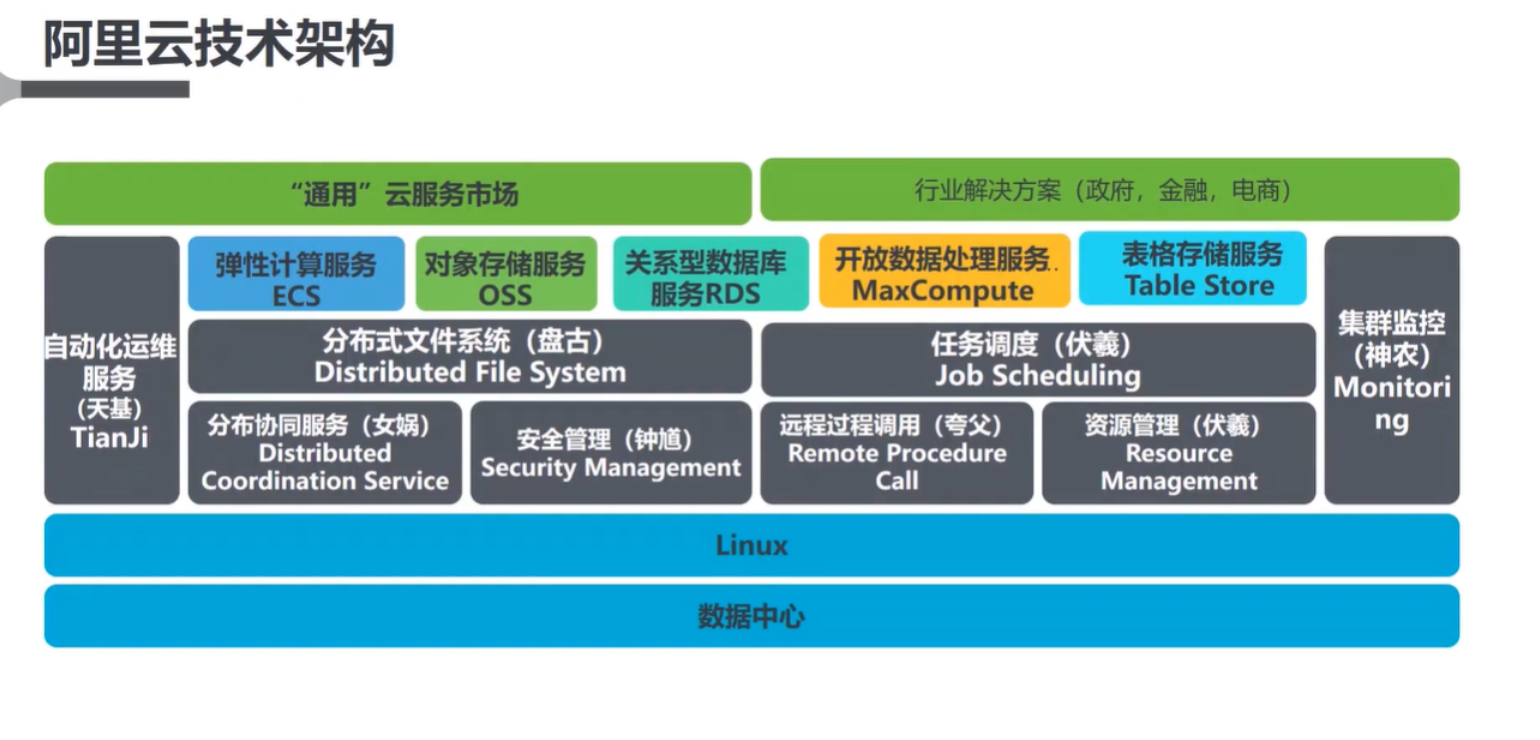 阿里云技术架构
“通用”云服务市场
行业解决方案（政府，金融，电商）
自动化运维
服务
（天基）
TianJi
弹性计算服务
ECS
对象存储服务
OSS
关系型数据库
服务RDS
开放数据处理服务..
MaxCompute
表格存储服务
Table Store
集群监控
（神农）
Monitori
ng
分布式文件系统（盘古）
Distributed File System
任务调度（伏羲）
Job Scheduling
分布协同服务（女娲）
Distributed
Coordination Service
安全管理（钟馗）
Security Management
远程过程调用（夸父）
Remote Procedure
Call
资源管理（伏羲）
Resource
Management
Linux
数据中心